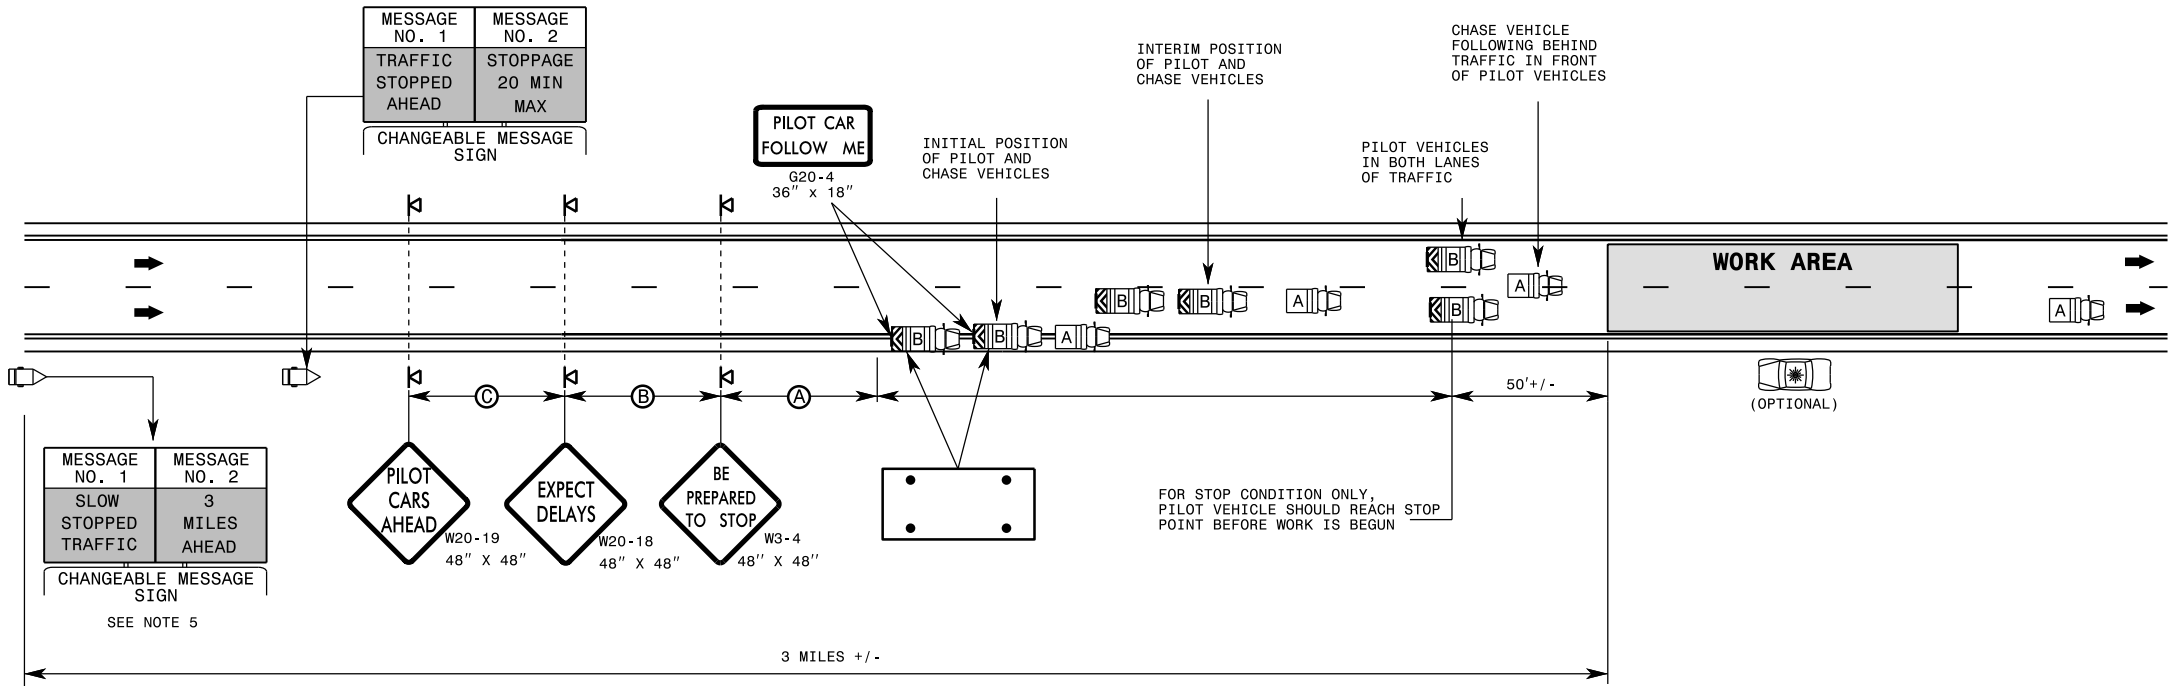 MESSAGE NO. 1
MESSAGE NO. 2
TRAFFIC
STOPPED
AHEAD
STOPPAGE
20 MIN
MAX
CHANGEABLE MESSAGE
SIGN
PILOT CAR
FOLLOW ME
G20-4
36" x 18"
INITIAL POSITION
OF PILOT AND
CHASE VEHICLES
INTERIM POSITION
OF PILOT AND
CHASE VEHICLES
CHASE VEHICLE
FOLLOWING BEHIND
TRAFFIC IN FRONT
OF PILOT VEHICLES
PILOT VEHICLES
IN BOTH LANES
OF TRAFFIC
B
A
WORK AREA
B
B
A
B
A
B
B
A
C
B
A
50'+/-
(OPTIONAL)
MESSAGE NO. 1
MESSAGE NO. 2
SLOW
STOPPED
TRAFFIC
3
MILES
AHEAD
CHANGEABLE MESSAGE
SIGN
SEE NOTE 5
PILOT
CARS
AHEAD
W20-19
48" X 48"
EXPECT
DELAYS
W20-18
48" X 48"
BE
PREPARED
TO STOP
W3-4
48" X 48"
FOR STOP CONDITION ONLY,
PILOT VEHICLE SHOULD REACH STOP
POINT BEFORE WORK IS BEGUN
3 MILES +/-